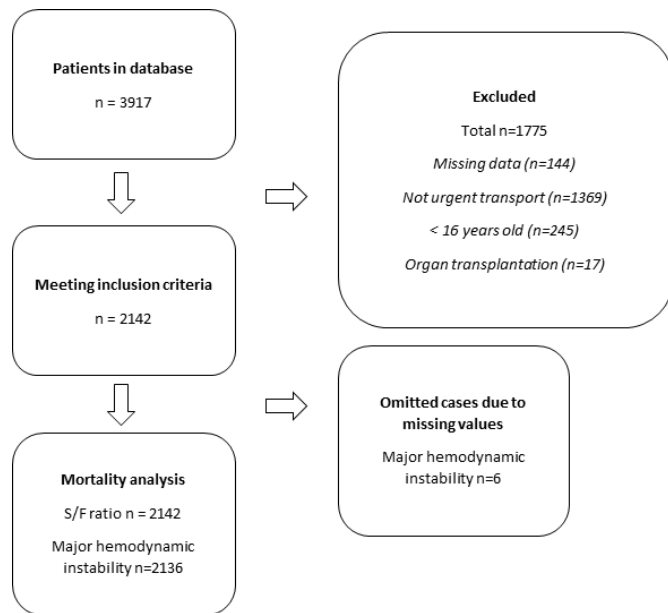 Patients in database
n = 3917
Excluded
Total n=1775
Missing data (n=144)
Not urgent transport (n=1369)
< 16 years old (n=245)
Organ transplantation (n=17)
Meeting inclusion criteria
n = 2142
Omitted cases due to
missing values
Major hemodynamic
instability n=6
Mortality analysis
S/F ratio n = 2142
Major hemodynamic
instability n=2136